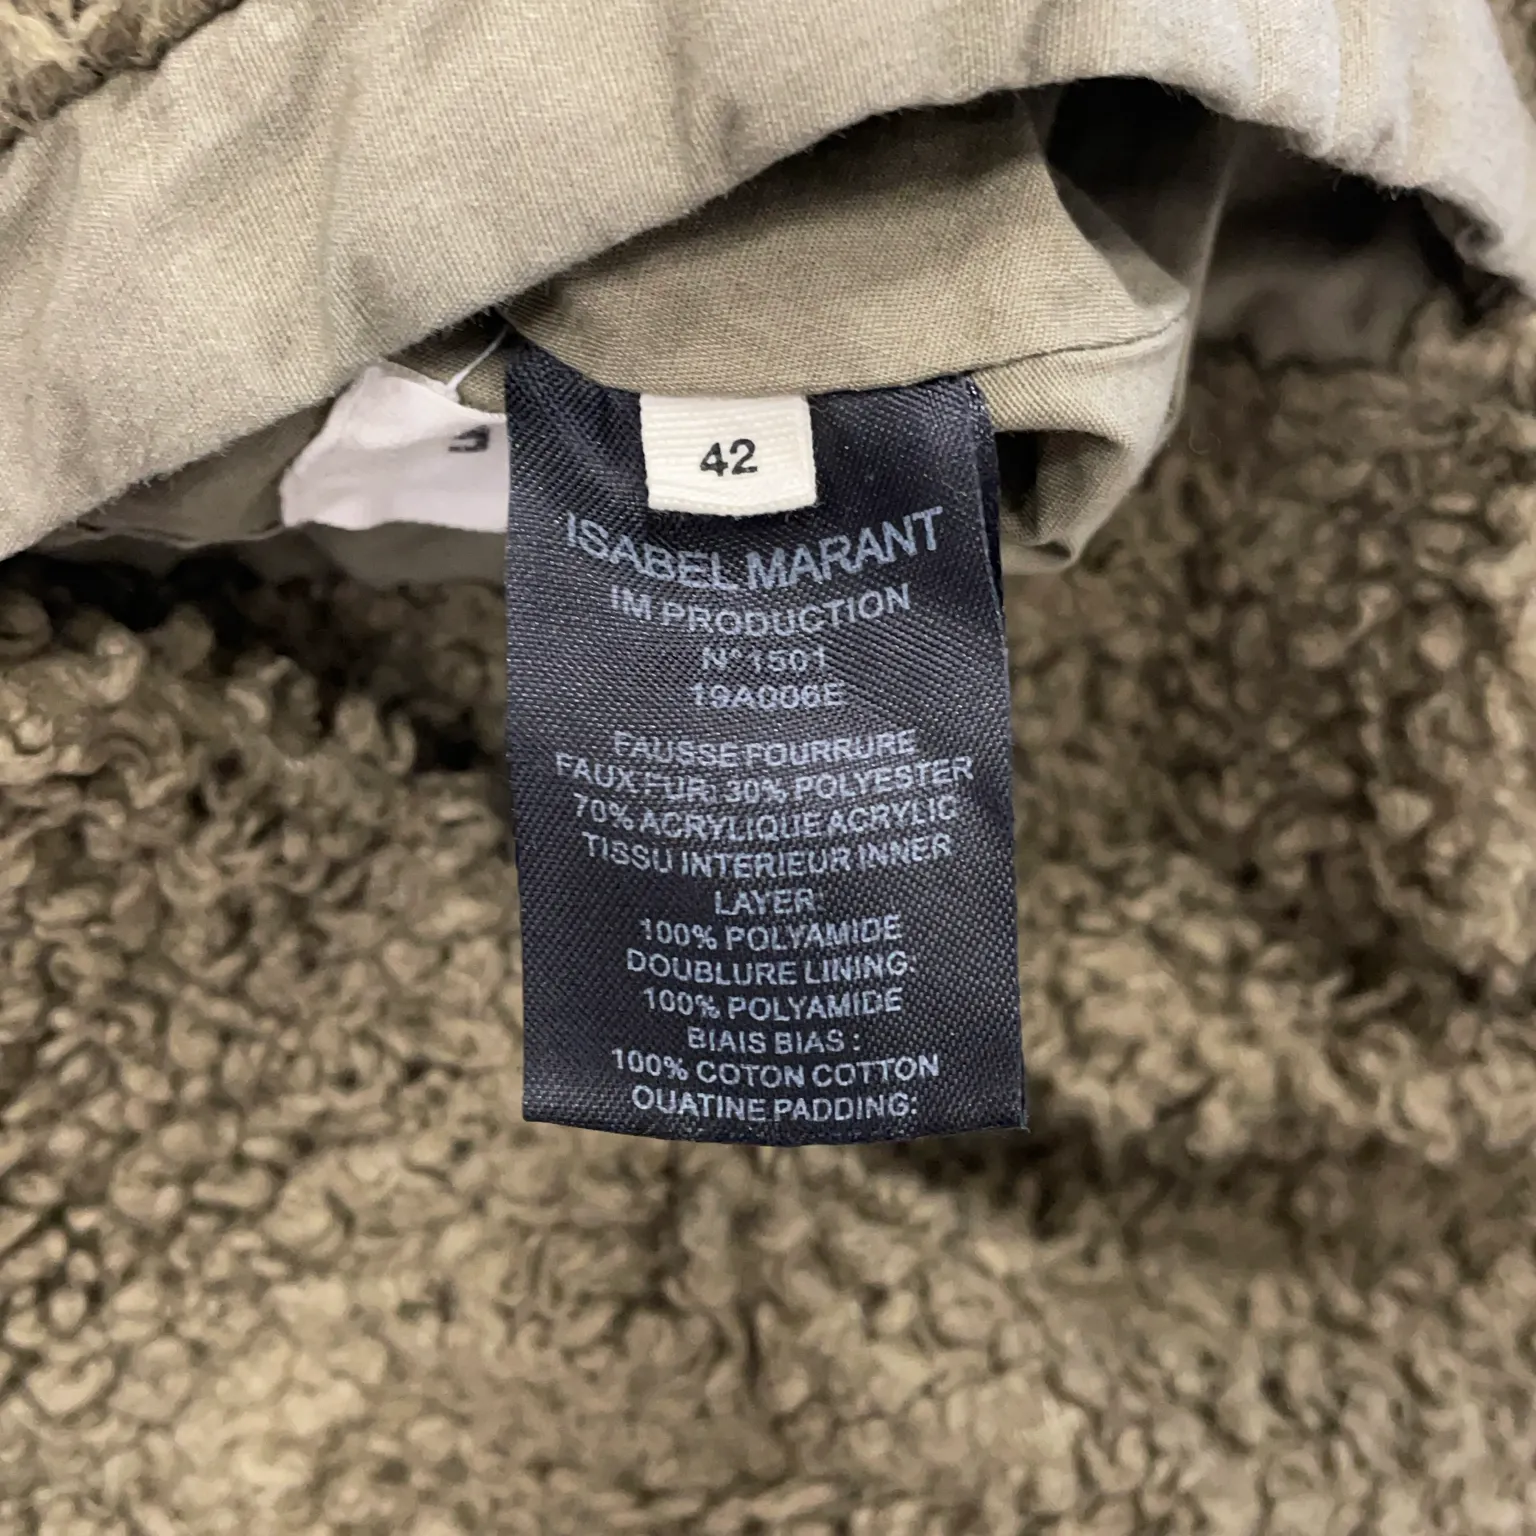 42
ISABEL MARANT
IM PRODUCTION
N°1501
19A006E
FAUSSE FOURRURE
FAUX FUR: 30% POLYESTER
70% ACRYLIQUE ACRYLIC
TISSU INTERIEUR INNER
LAYER
100% POLYAMIDE
DOUBLURE LINING:
100% POLYAMIDE
BIAIS BIAS :
100% COTON COTTON
OUATINE PADDING: